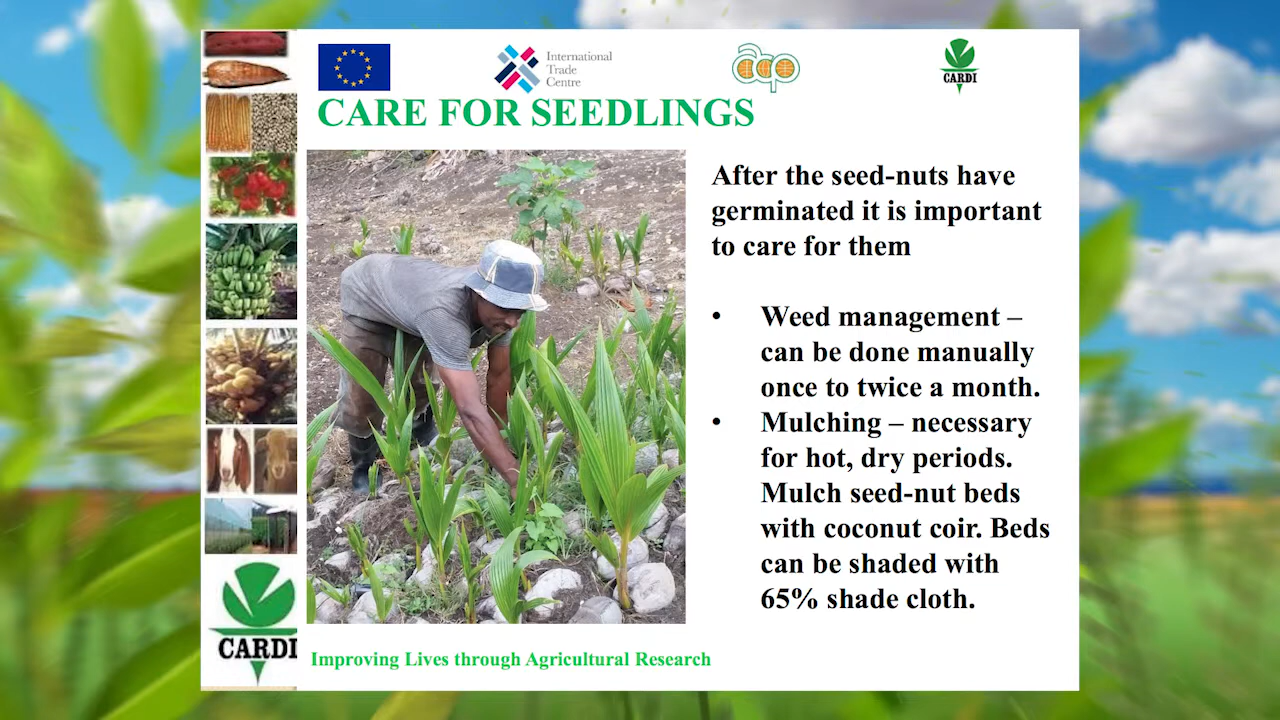 International
Trade
Centre
acp
CARDI
CARE FOR SEEDLINGS
After the seed-nuts have
germinated it is important
to care for them
• Weed management –
can be done manually
once to twice a month.
• Mulching – necessary
for hot, dry periods.
Mulch seed-nut beds
with coconut coir. Beds
can be shaded with
65% shade cloth.
CARDI
Improving Lives through Agricultural Research